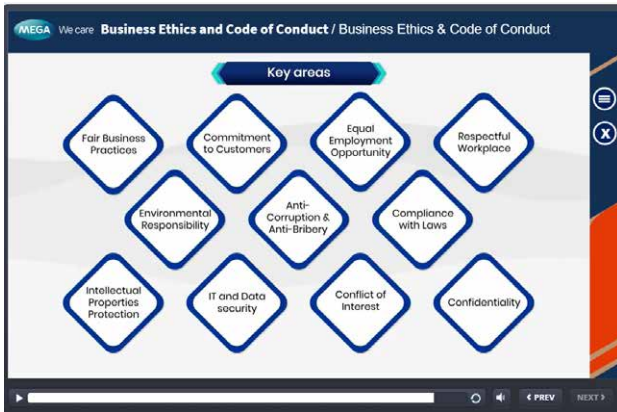 MEGA We care Business Ethics and Code of Conduct / Business Ethics & Code of Conduct
Key areas
Fair Business
Practices
Commitment
to Customers
Equal
Employment
Opportunity
Respectful
Workplace
Environmental
Responsibility
Anti-
Corruption &
Anti-Bribery
Compliance
with Laws
Intellectual
Properties
Protection
IT and Data
security
Conflict of
Interest
Confidentiality
X
PREV
NEXT